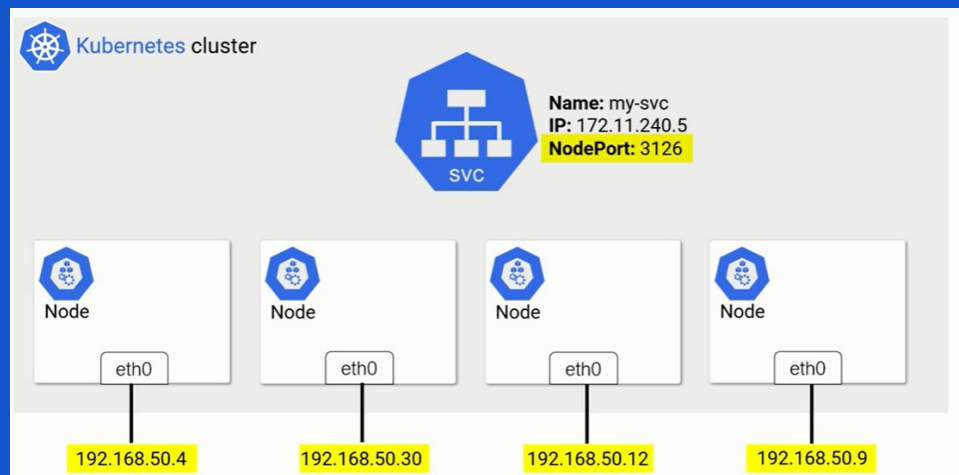 Kubernetes cluster
Name: my-svc
IP: 172.11.240.5
NodePort: 3126
svc
Node
Node
Node
Node
eth0
eth0
eth0
eth0
192.168.50.4
192.168.50.30
192.168.50.12
192.168.50.9